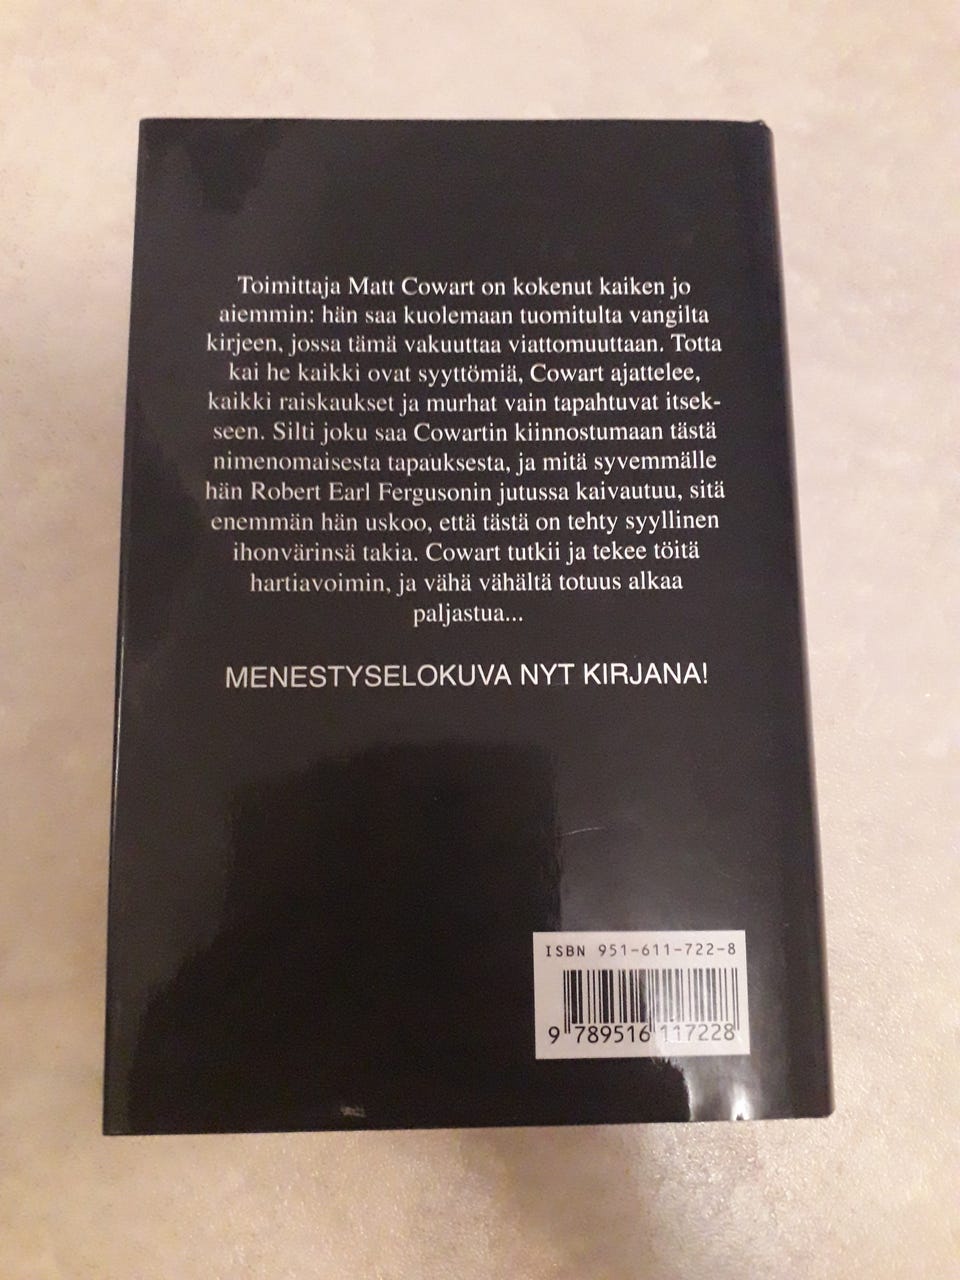 Toimittaja Matt Cowart on kokenut kaiken jo
aiemmin: hän saa kuolemaan tuomitulta vangilta
kirjeen, jossa tämä vakuuttaa viattomuuttaan. Totta
kai he kaikki ovat syyttömiä, Cowart ajattelee,
kaikki raiskaukset ja murhat vain tapahtuvat itsek-
seen. Silti joku saa Cowartin kiinnostumaan tästä
nimenomaisesta tapauksesta, ja mitä syvemmälle
hän Robert Earl Fergusonin jutussa kaivautuu, sitä
enemmän hän uskoo, että tästä on tehty syyllinen
ihonvärinsä takia. Cowart tutkii ja tekee töitä
hartiavoimin, ja vähä vähältä totuus alkaa
paljastua...
MENESTYSELOKUVA NYT KIRJANA!
ISBN 951-611-722-8
9 789516 117228